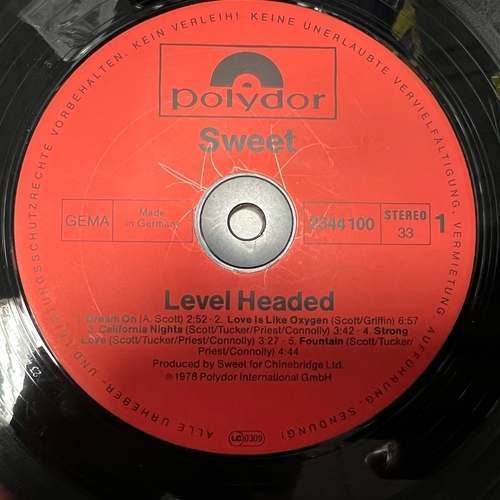 ALLE URHEBER- UND LEISTUNGSSCHUTZRECHTE VORBEHALTEN. KEIN VERLEIH! KEINE UNERLAUBTE VERVIELFÄLTIGUNG, VERMIETUNG, AUFFÜHRUNG, SENDUNG!
polydor
Sweet
GEMA
Made
in Germany
2344 100
STEREO
33
1
Level Headed
1. Dream On (A. Scott) 2:52 · 2. Love Is Like Oxygen (Scott/Griffin) 6:57
3. California Nights (Scott/Tucker/Priest/Connolly) 3:42 · 4. Strong
Love (Scott/Tucker/Priest/Connolly) 3:27 · 5. Fountain (Scott/Tucker/
Priest/Connolly) 4:44
Produced by Sweet for Chinebridge Ltd.
℗ 1978 Polydor International GmbH
LC 0309